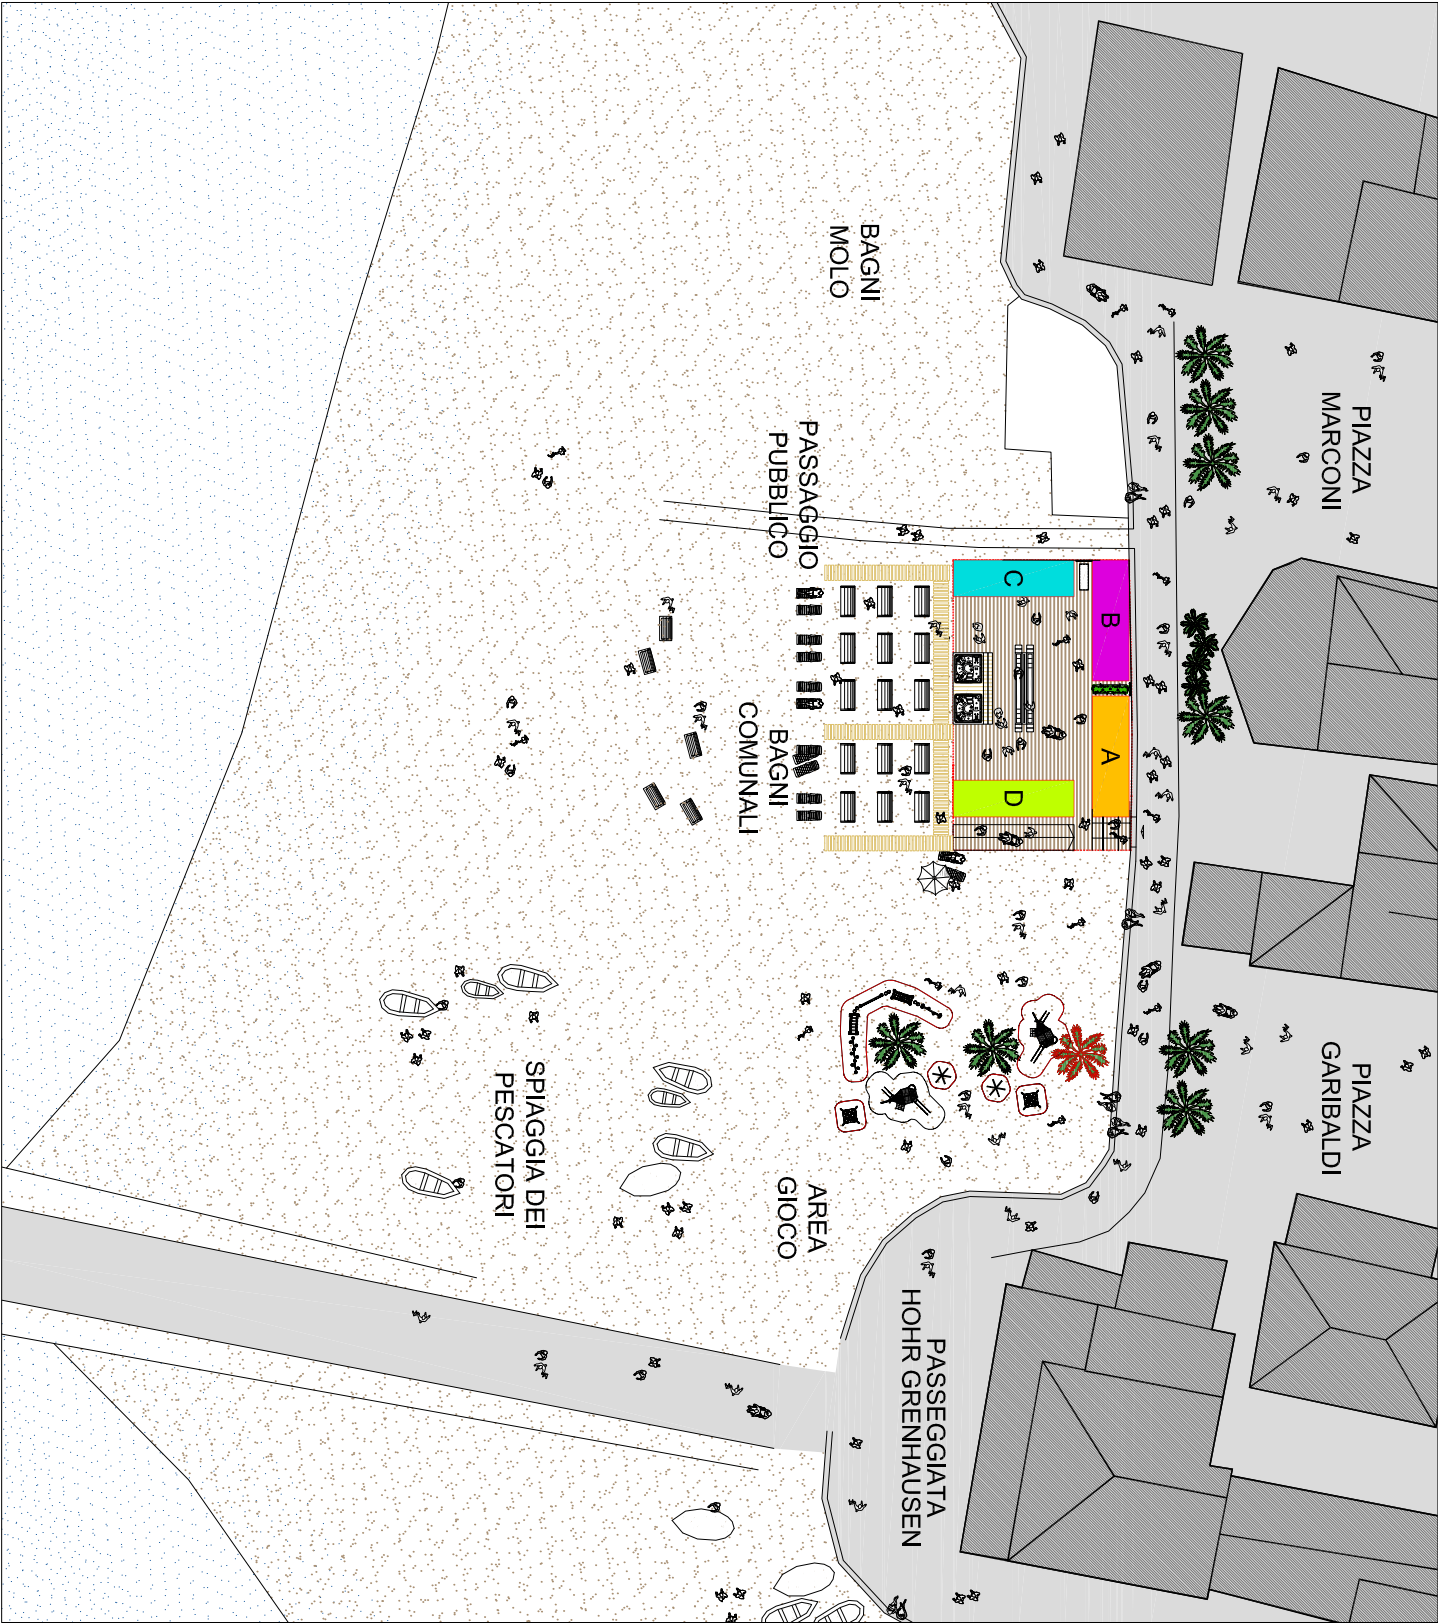 PIAZZA
MARCONI
PIAZZA
GARIBALDI
BAGNI
MOLO
PASSAGGIO
PUBBLICO
C
B
A
D
BAGNI
COMUNALI
AREA
GIOCO
SPIAGGIA DEI
PESCATORI
PASSEGGIATA
HOHR GRENHAUSEN